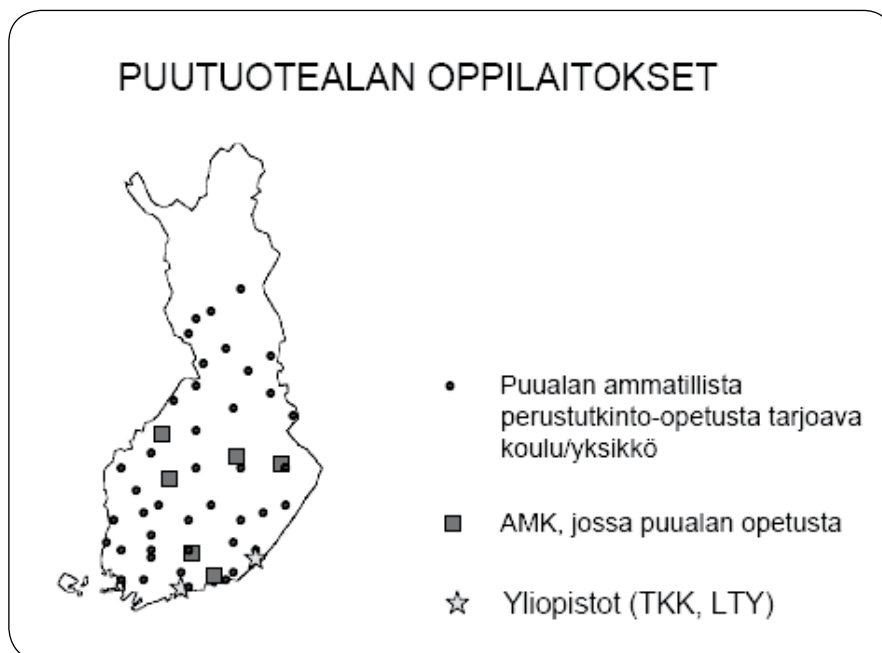 PUUTUOTEALAN OPPILAITOKSET
Puualan ammatillista
perustutkinto-opetusta tarjoava
koulu/yksikkö
AMK, jossa puualan opetusta
Yliopistot (TKK, LTY)